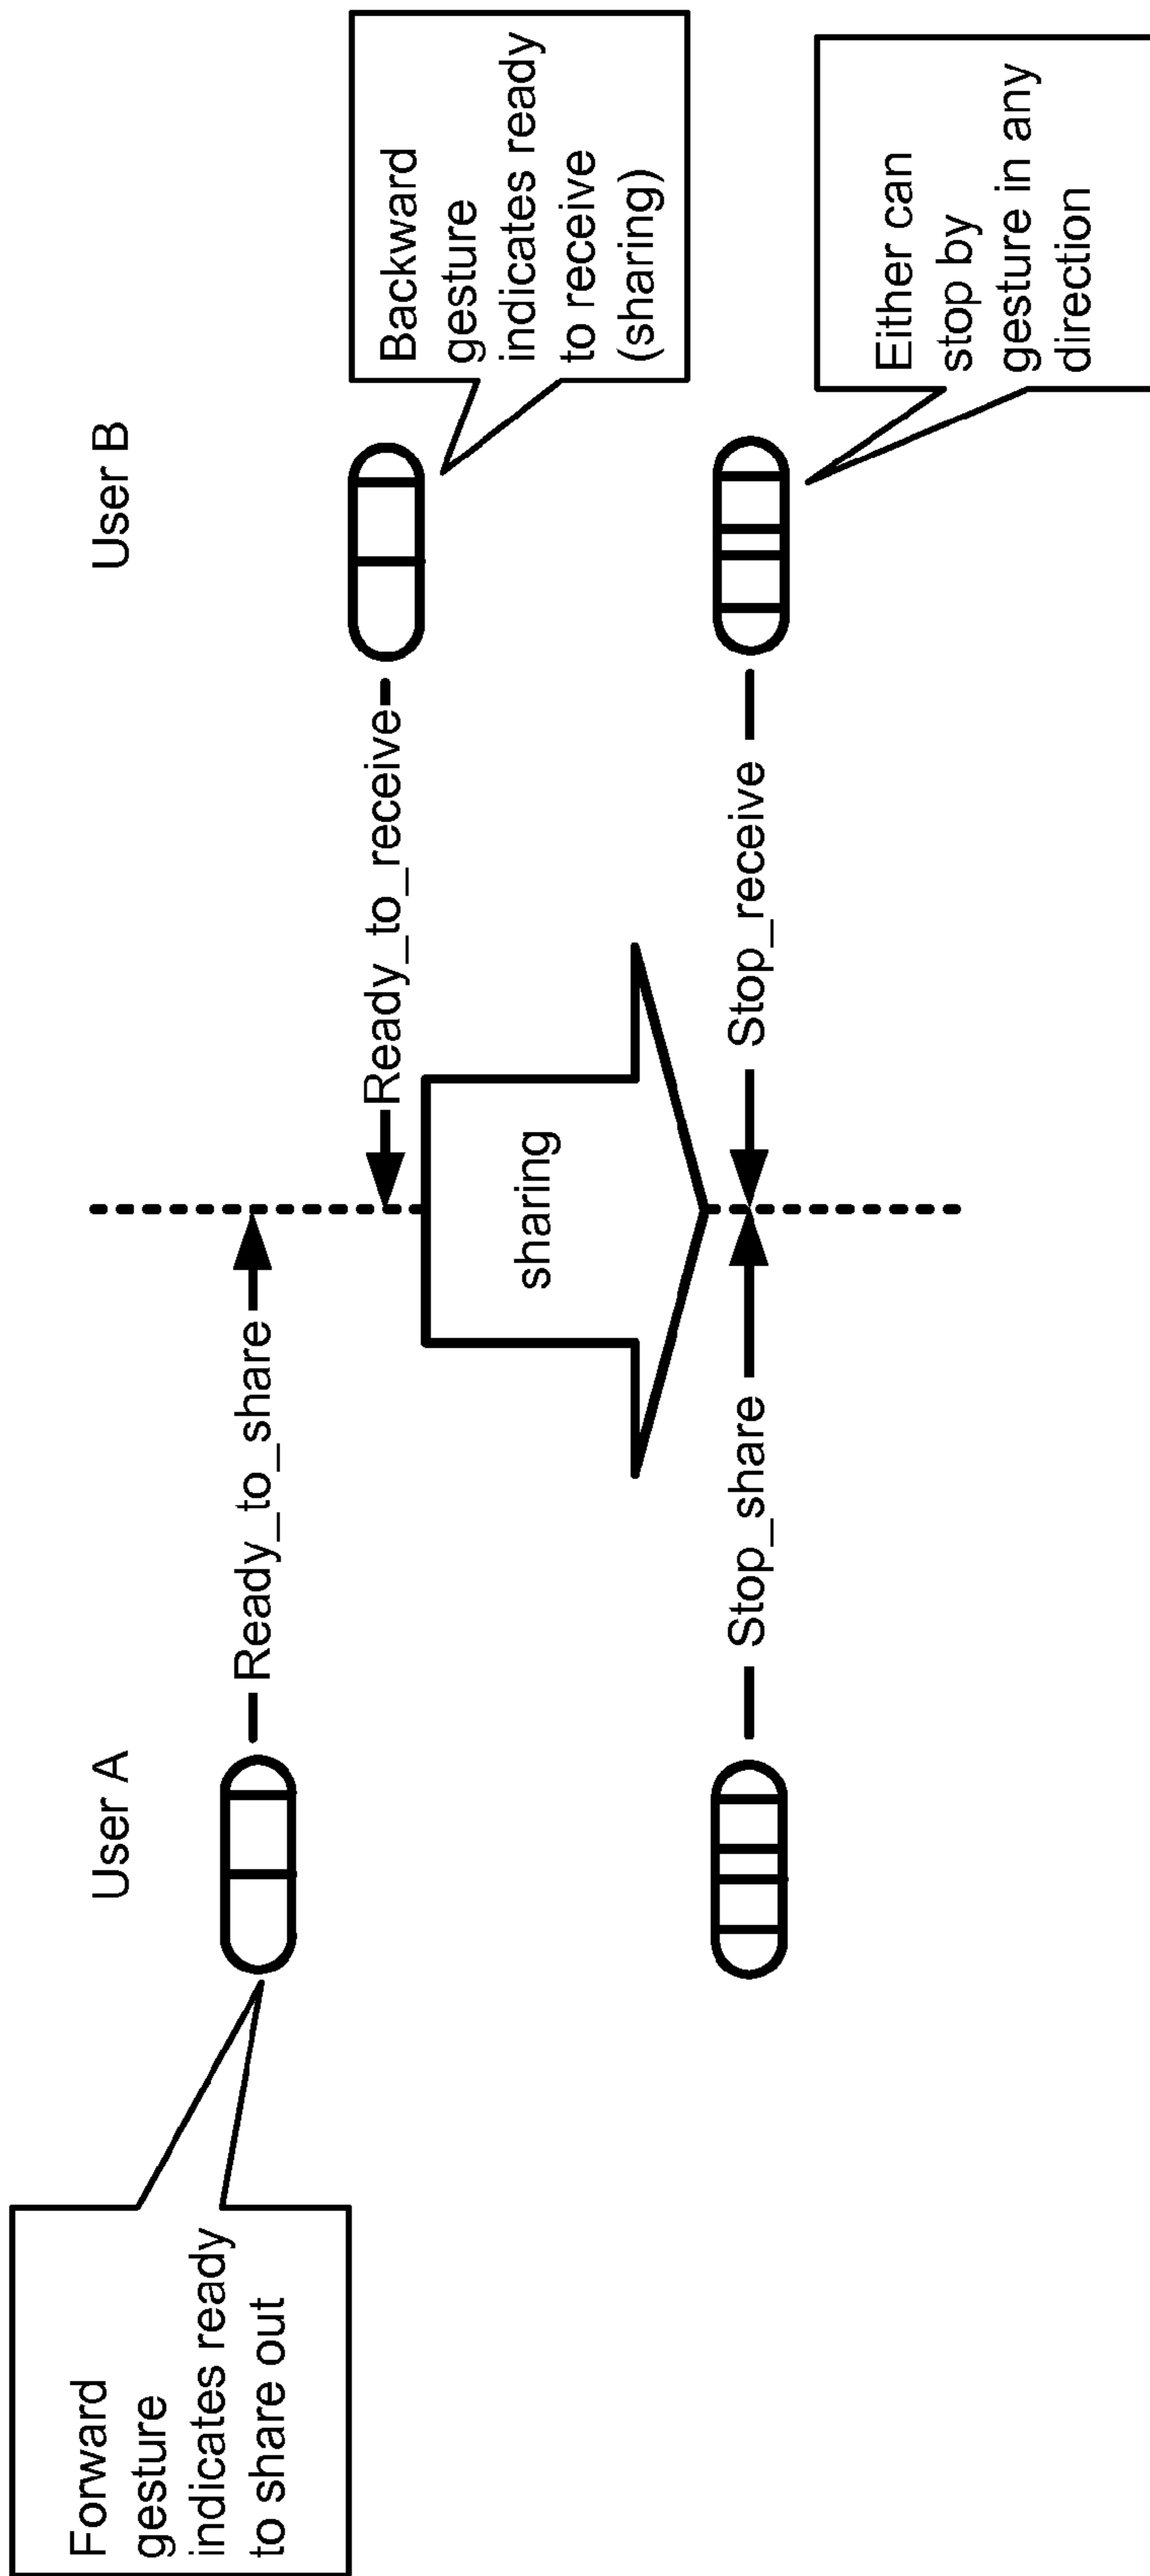 User A
User B
Forward
gesture
indicates ready
to share out
Ready_to_share
Backward
gesture
indicates ready
to receive
(sharing)
Ready_to_receive
sharing
Stop_share
Stop_receive
Either can
stop by
gesture in any
direction